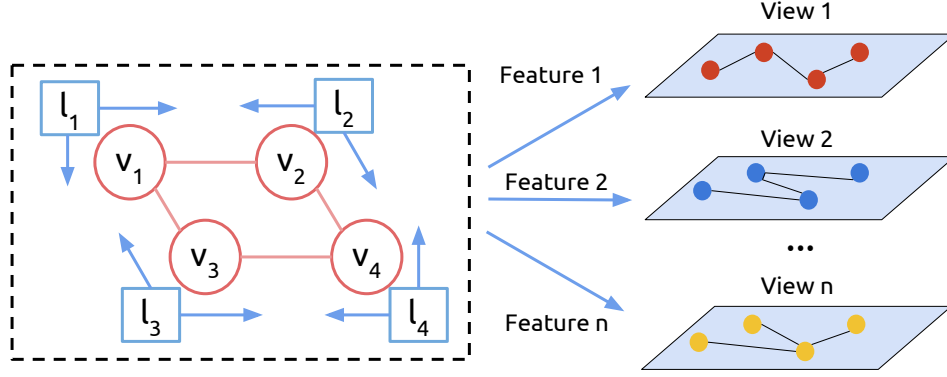 l₁
l₂
v₁
v₂
v₃
v₄
l₃
l₄
Feature 1
Feature 2
Feature n
View 1
View 2
...
View n